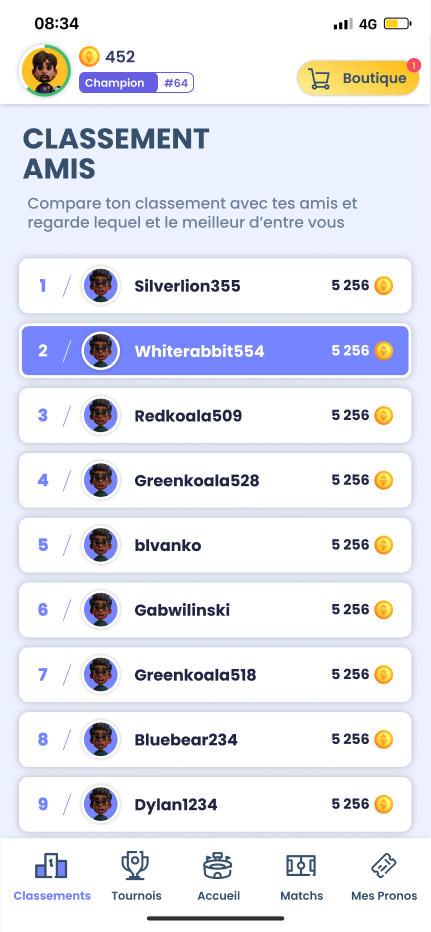 08:34
4G
452
Champion #64
Boutique
1
CLASSEMENT
AMIS
Compare ton classement avec tes amis et
regarde lequel et le meilleur d’entre vous
1 / Silverlion355 5 256
2 / Whiterabbit554 5 256
3 / Redkoala509 5 256
4 / Greenkoala528 5 256
5 / blvanko 5 256
6 / Gabwilinski 5 256
7 / Greenkoala518 5 256
8 / Bluebear234 5 256
9 / Dylan1234 5 256
1
Classements Tournois Accueil Matchs Mes Pronos